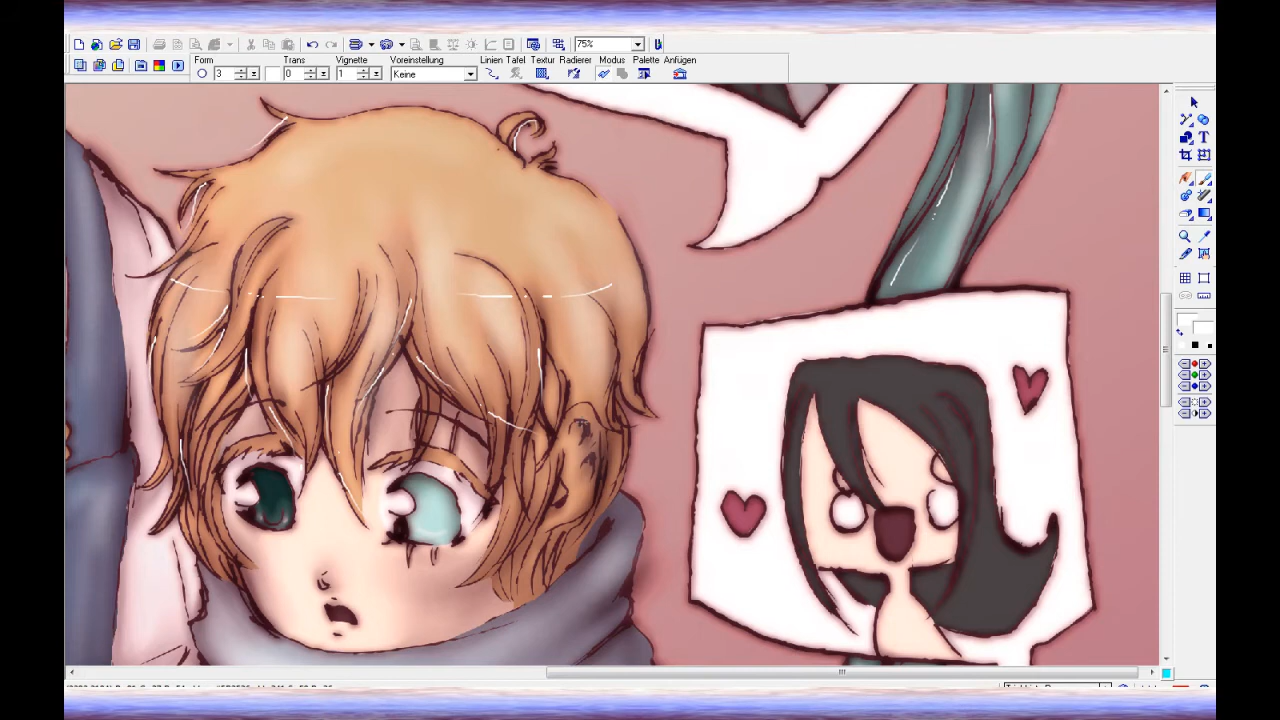 75%
Form Trans Vignette Voreinstellung Linien Tafel Textur Radierer Modus Palette Anfügen
3 0 1 Keine
T